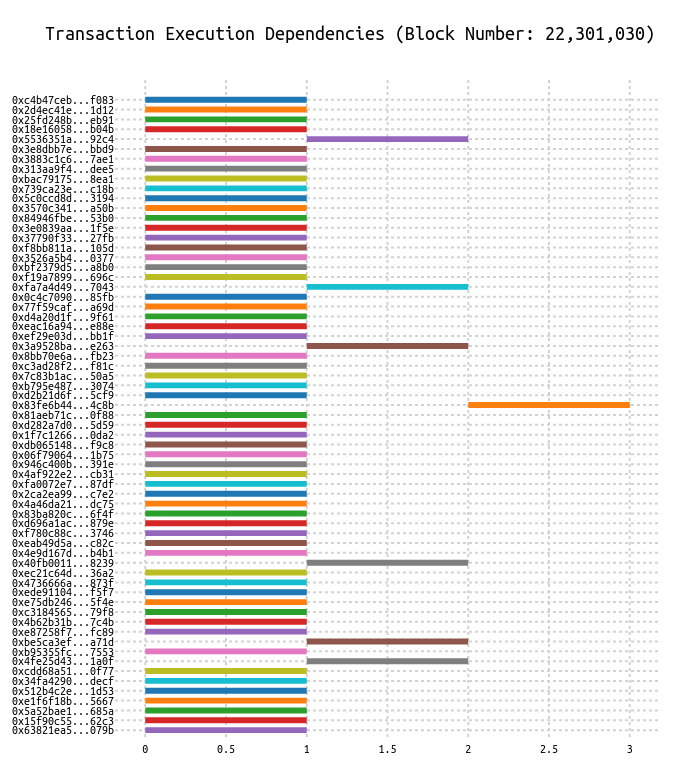 Transaction Execution Dependencies (Block Number: 22,301,030)
0xc4b47ceb...f083
0x2d4ec41e...1d12
0x25fd248b...eb91
0x18e16058...b04b
0x5536351a...92c4
0x3e8dbb7e...bbd9
0x3883c1c6...7ae1
0x313aa9f4...dee5
0xbac79175...8ea1
0x739ca23e...c18b
0x5c0ccd8d...3194
0x3570c341...a50b
0x84946fbe...53b0
0x3e0839aa...1f5e
0x37790f33...27fb
0xf8bb811a...105d
0x3526a5b4...0377
0xbf2379d5...a8b0
0xf19a7899...696c
0xfa7a4d49...7043
0x0c4c7090...85fb
0x77f59caf...a69d
0xd4a20d1f...9f61
0xeac16a94...e88e
0xef29e03d...bb1f
0x3a9528ba...e263
0x8bb70e6a...fb23
0xc3ad28f2...f81c
0x7c83b1ac...50a5
0xb795e487...3074
0xd2b21d6f...5cf9
0x83fe6b44...4c8b
0x81aeb71c...0f88
0xd282a7d0...5d59
0x1f7c1266...0da2
0xdb065148...f9c8
0x06f79064...1b75
0x946c400b...391e
0x4af922e2...cb31
0xfa0072e7...87df
0x2ca2ea99...c7e2
0x4a46da21...dc75
0x83ba820c...6f4f
0xd696a1ac...879e
0xf780c88c...3746
0xeab49d5a...c82c
0x4e9d167d...b4b1
0x40fb0011...8239
0xec21c64d...36a2
0x4736666a...873f
0xede91104...f5f7
0xe75db246...5f4e
0xc3184565...79f8
0x4b62b31b...7c4b
0xe87258f7...fc89
0xbe5ca3ef...a71d
0xb95355fc...7553
0x4fe25d43...1a0f
0xcdd68a51...0f77
0x34fa4290...decf
0x512b4c2e...1d53
0xe1f6f18b...5667
0x5a52bae1...685a
0x15f90c55...62c3
0x63821ea5...079b
0 0.5 1 1.5 2 2.5 3